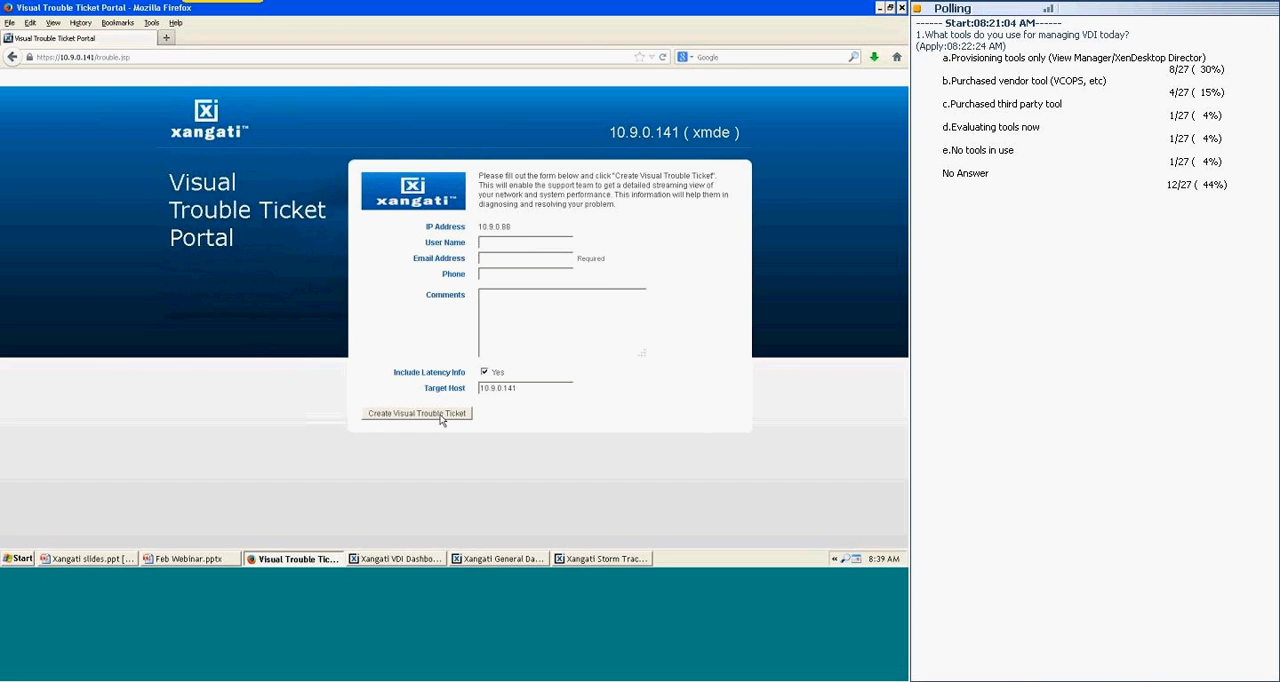 Visual Trouble Ticket Portal - Mozilla Firefox
File Edit View History Bookmarks Tools Help
Visual Trouble Ticket Portal
https://10.9.0.141/trouble.jsp
Google
xangati™
10.9.0.141 ( xmde )
Visual
Trouble Ticket
Portal
xangati™
Please fill out the form below and click "Create Visual Trouble Ticket".
This will enable the support team to get a detailed streaming view of
your network and system performance. This information will help them in
diagnosing and resolving your problem.
IP Address 10.9.0.88
User Name
Email Address Required
Phone
Comments
Include Latency Info Yes
Target Host 10.9.0.141
Create Visual Trouble Ticket
Start Xangati slides.ppt [... Feb Webinar.pptx Visual Trouble Tic... Xangati VDI Dashbo... Xangati General Da... Xangati Storm Trac... « 8:39 AM
Polling
------ Start:08:21:04 AM------
1.What tools do you use for managing VDI today?
(Apply:08:22:24 AM)
a.Provisioning tools only (View Manager/XenDesktop Director)
8/27 ( 30%)
b.Purchased vendor tool (VCOPS, etc)
4/27 ( 15%)
c.Purchased third party tool
1/27 ( 4%)
d.Evaluating tools now
1/27 ( 4%)
e.No tools in use
1/27 ( 4%)
No Answer
12/27 ( 44%)